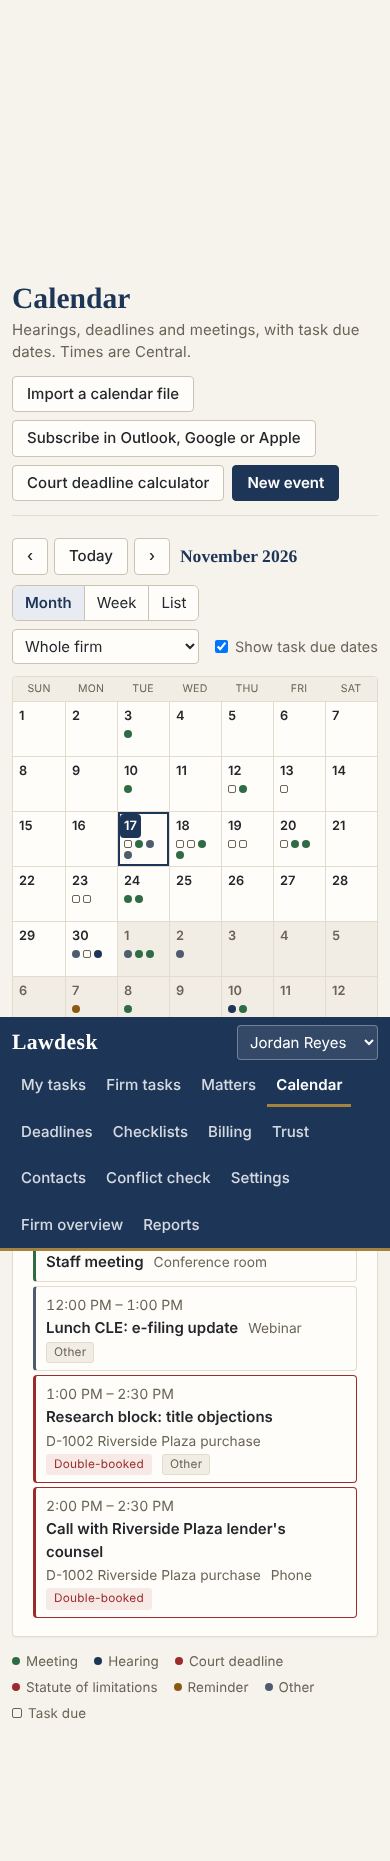 Calendar
Hearings, deadlines and meetings, with task due
dates. Times are Central.
Import a calendar file
Subscribe in Outlook, Google or Apple
Court deadline calculator New event
‹ Today › November 2026
Month Week List
Whole firm Show task due dates
SUN MON TUE WED THU FRI SAT
1 2 3 4 5 6 7
8 9 10 11 12 13 14
15 16 17 18 19 20 21
22 23 24 25 26 27 28
29 30 1 2 3 4 5
6 7 8 9 10 11 12
Lawdesk Jordan Reyes
My tasks Firm tasks Matters Calendar
Deadlines Checklists Billing Trust
Contacts Conflict check Settings
Firm overview Reports
Staff meeting Conference room
12:00 PM – 1:00 PM
Lunch CLE: e-filing update Webinar
Other
1:00 PM – 2:30 PM
Research block: title objections
D-1002 Riverside Plaza purchase
Double-booked Other
2:00 PM – 2:30 PM
Call with Riverside Plaza lender's
counsel
D-1002 Riverside Plaza purchase Phone
Double-booked
Meeting Hearing Court deadline
Statute of limitations Reminder Other
Task due